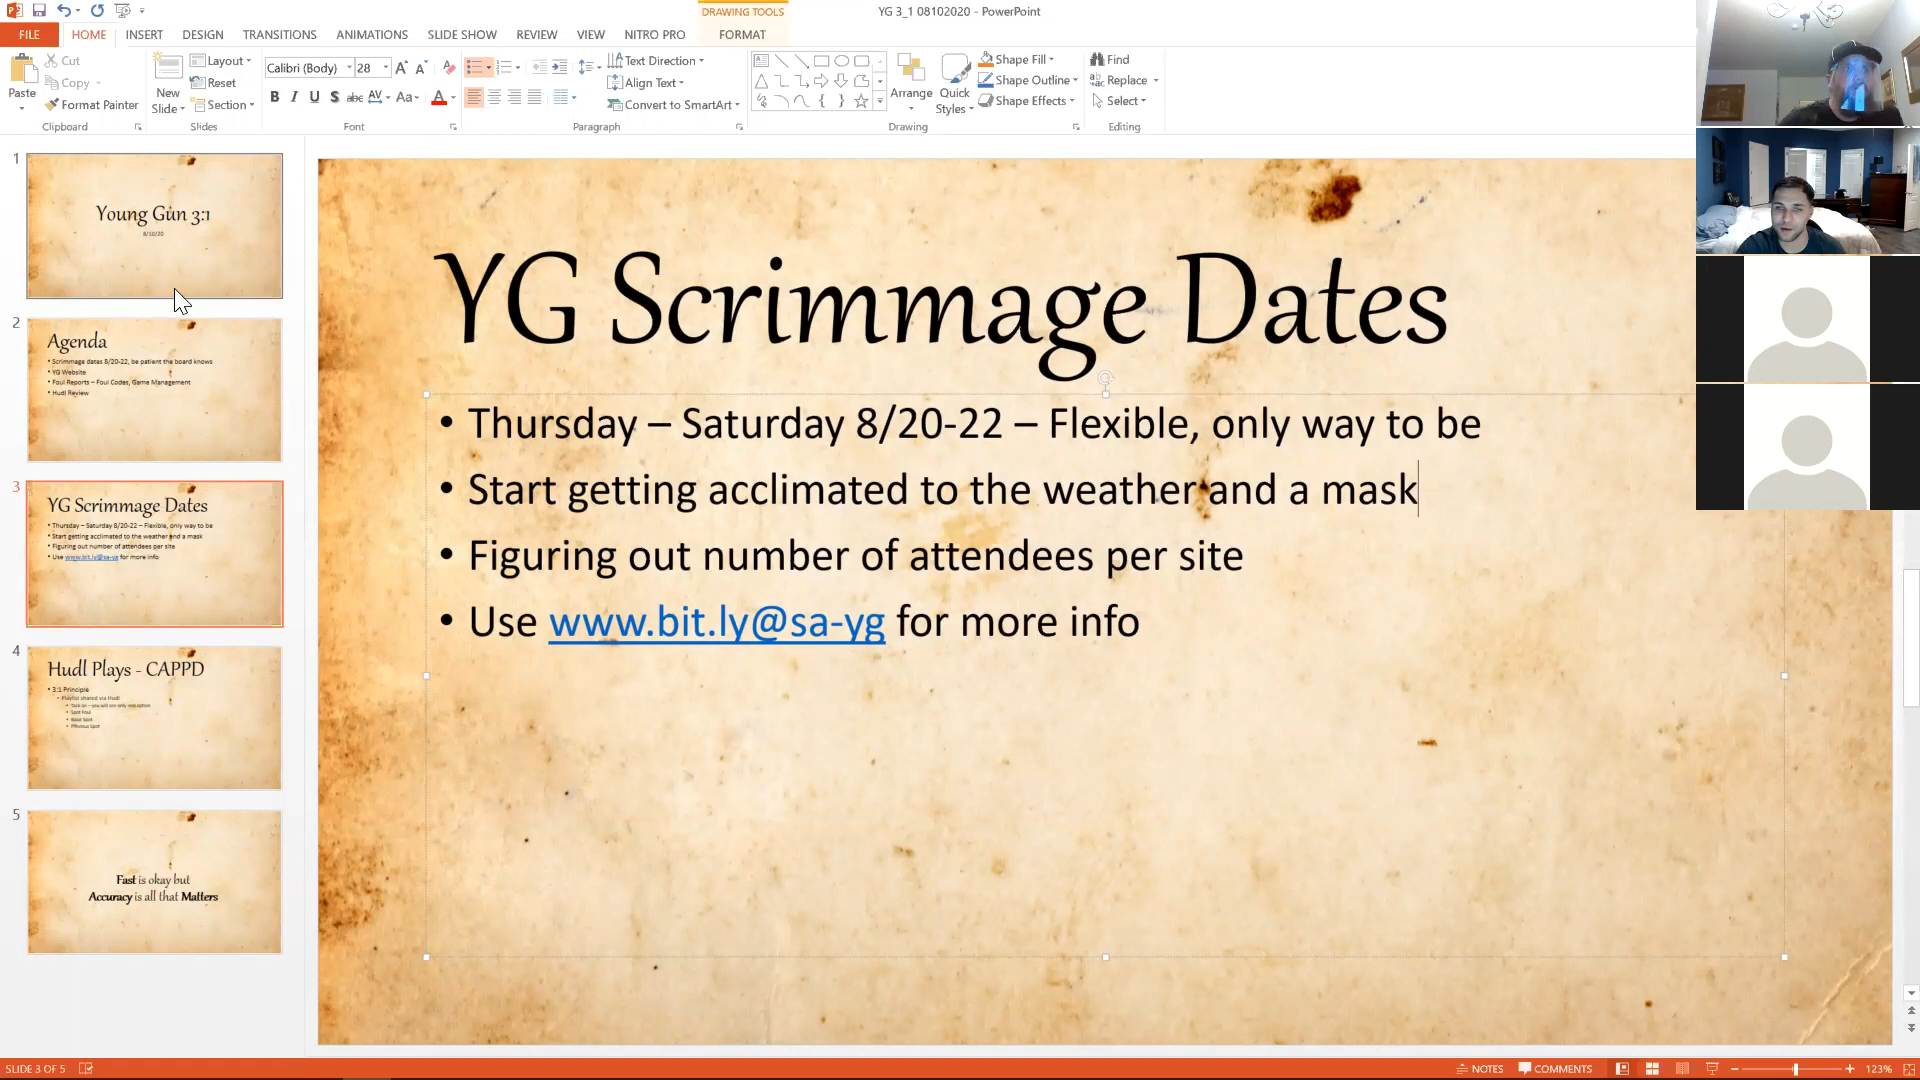 DRAWING TOOLS
YG 3_1 08102020 - PowerPoint
FILE HOME INSERT DESIGN TRANSITIONS ANIMATIONS SLIDE SHOW REVIEW VIEW NITRO PRO FORMAT
Paste
Cut
Copy
Format Painter
Clipboard
New
Slide
Layout
Reset
Section
Slides
Calibri (Body) 28
B I U S abc AV Aa A
Font
Text Direction
Align Text
Convert to SmartArt
Paragraph
Arrange
Quick
Styles
Shape Fill
Shape Outline
Shape Effects
Drawing
Find
Replace
Select
Editing
1
Young Gun 3:1
8/10/20
2
Agenda
• Scrimmage dates 8/20-22, be patient the board knows
• YG Website
• Foul Reports – Foul Codes, Game Management
• Hudl Review
3
YG Scrimmage Dates
• Thursday – Saturday 8/20-22 – Flexible, only way to be
• Start getting acclimated to the weather and a mask
• Figuring out number of attendees per site
• Use www.bit.ly@sa-yg for more info
4
Hudl Plays - CAPPD
• 3:1 Principle
• Playlist shared via Hudl
• Spot Foul
• Basic Spot
• Previous Spot
5
Fast is okay but
Accuracy is all that Matters
YG Scrimmage Dates
• Thursday – Saturday 8/20-22 – Flexible, only way to be
• Start getting acclimated to the weather and a mask
• Figuring out number of attendees per site
• Use www.bit.ly@sa-yg for more info
SLIDE 3 OF 5
NOTES
COMMENTS
123%